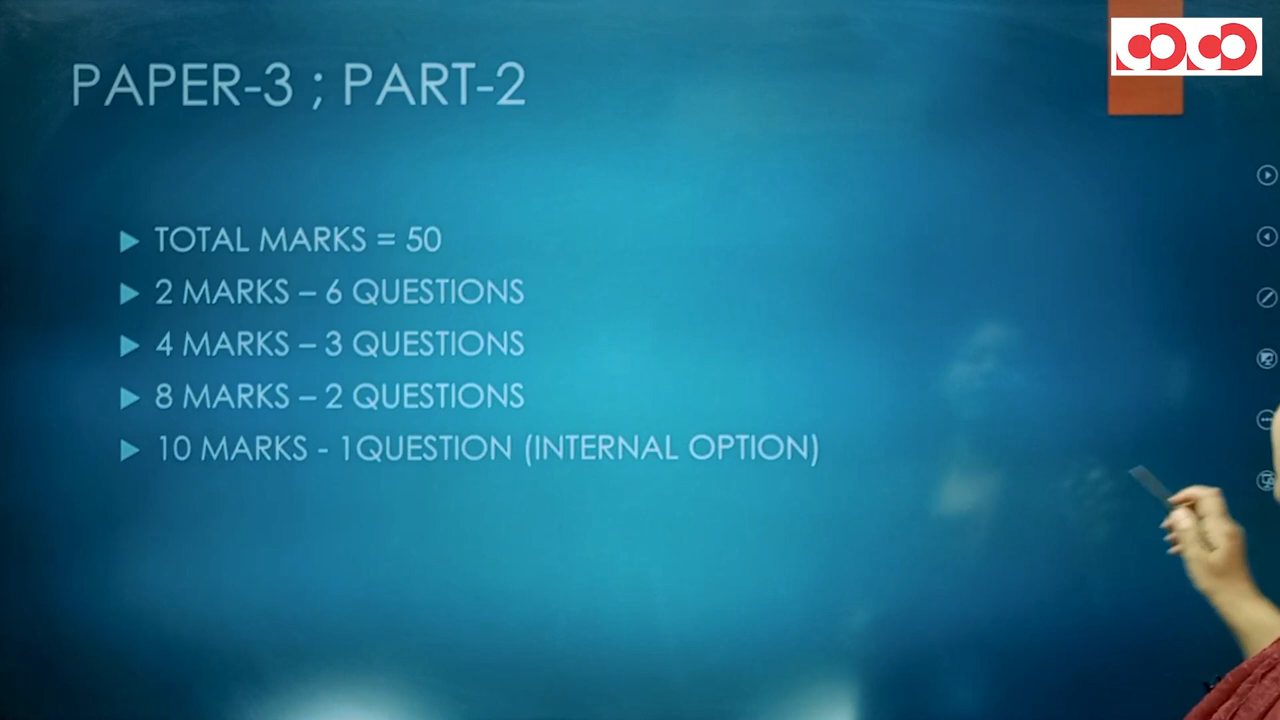 PAPER-3 ; PART-2
TOTAL MARKS = 50
2 MARKS – 6 QUESTIONS
4 MARKS – 3 QUESTIONS
8 MARKS – 2 QUESTIONS
10 MARKS - 1QUESTION (INTERNAL OPTION)